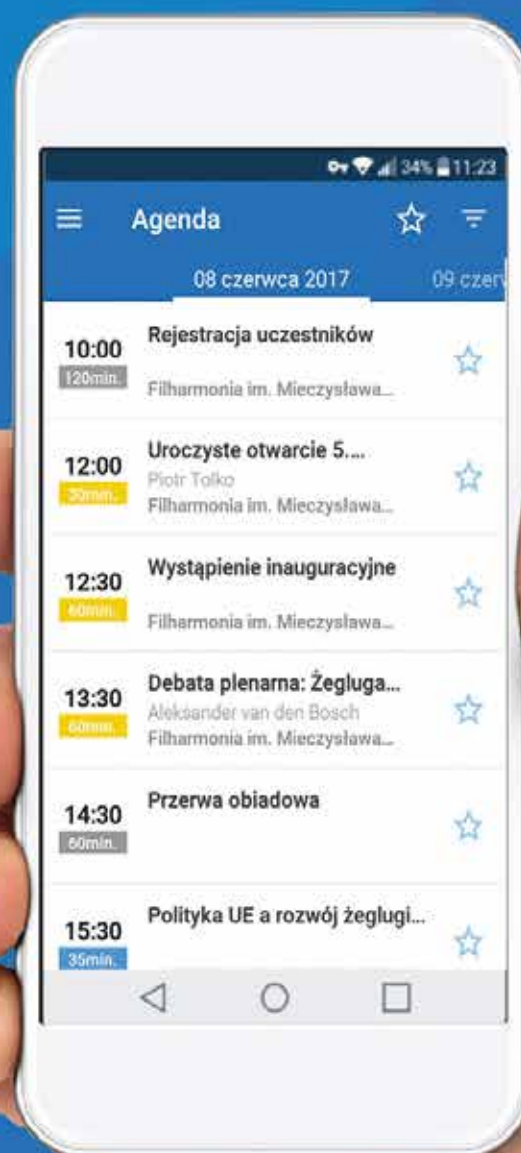 34% 11:23
Agenda
08 czerwca 2017 09 czerw
10:00 Rejestracja uczestników
120min. Filharmonia im. Mieczysława...
12:00 Uroczyste otwarcie 5....
Piotr Tolko
30min. Filharmonia im. Mieczysława...
12:30 Wystąpienie inauguracyjne
60min. Filharmonia im. Mieczysława...
13:30 Debata plenarna: Żegluga...
Aleksander van den Bosch
60min. Filharmonia im. Mieczysława...
14:30 Przerwa obiadowa
60min.
15:30 Polityka UE a rozwój żeglugi...
35min.